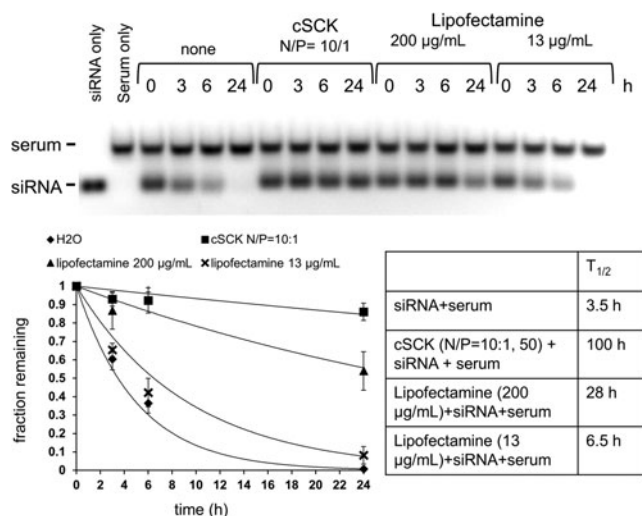 siRNA only
Serum only
none
cSCK
N/P= 10/1
Lipofectamine
200 µg/mL 13 µg/mL
0 3 6 24 0 3 6 24 0 3 6 24 0 3 6 24 h
serum
siRNA
H2O cSCK N/P=10:1
lipofectamine 200 µg/mL lipofectamine 13 µg/mL
fraction remaining
1
0.9
0.8
0.7
0.6
0.5
0.4
0.3
0.2
0.1
0
0 2 4 6 8 10 12 14 16 18 20 22 24
time (h)
T1/2
siRNA+serum 3.5 h
cSCK (N/P=10:1, 50) + 100 h
siRNA + serum
Lipofectamine (200 28 h
µg/mL)+siRNA+serum
Lipofectamine (13 6.5 h
µg/mL)+siRNA+serum